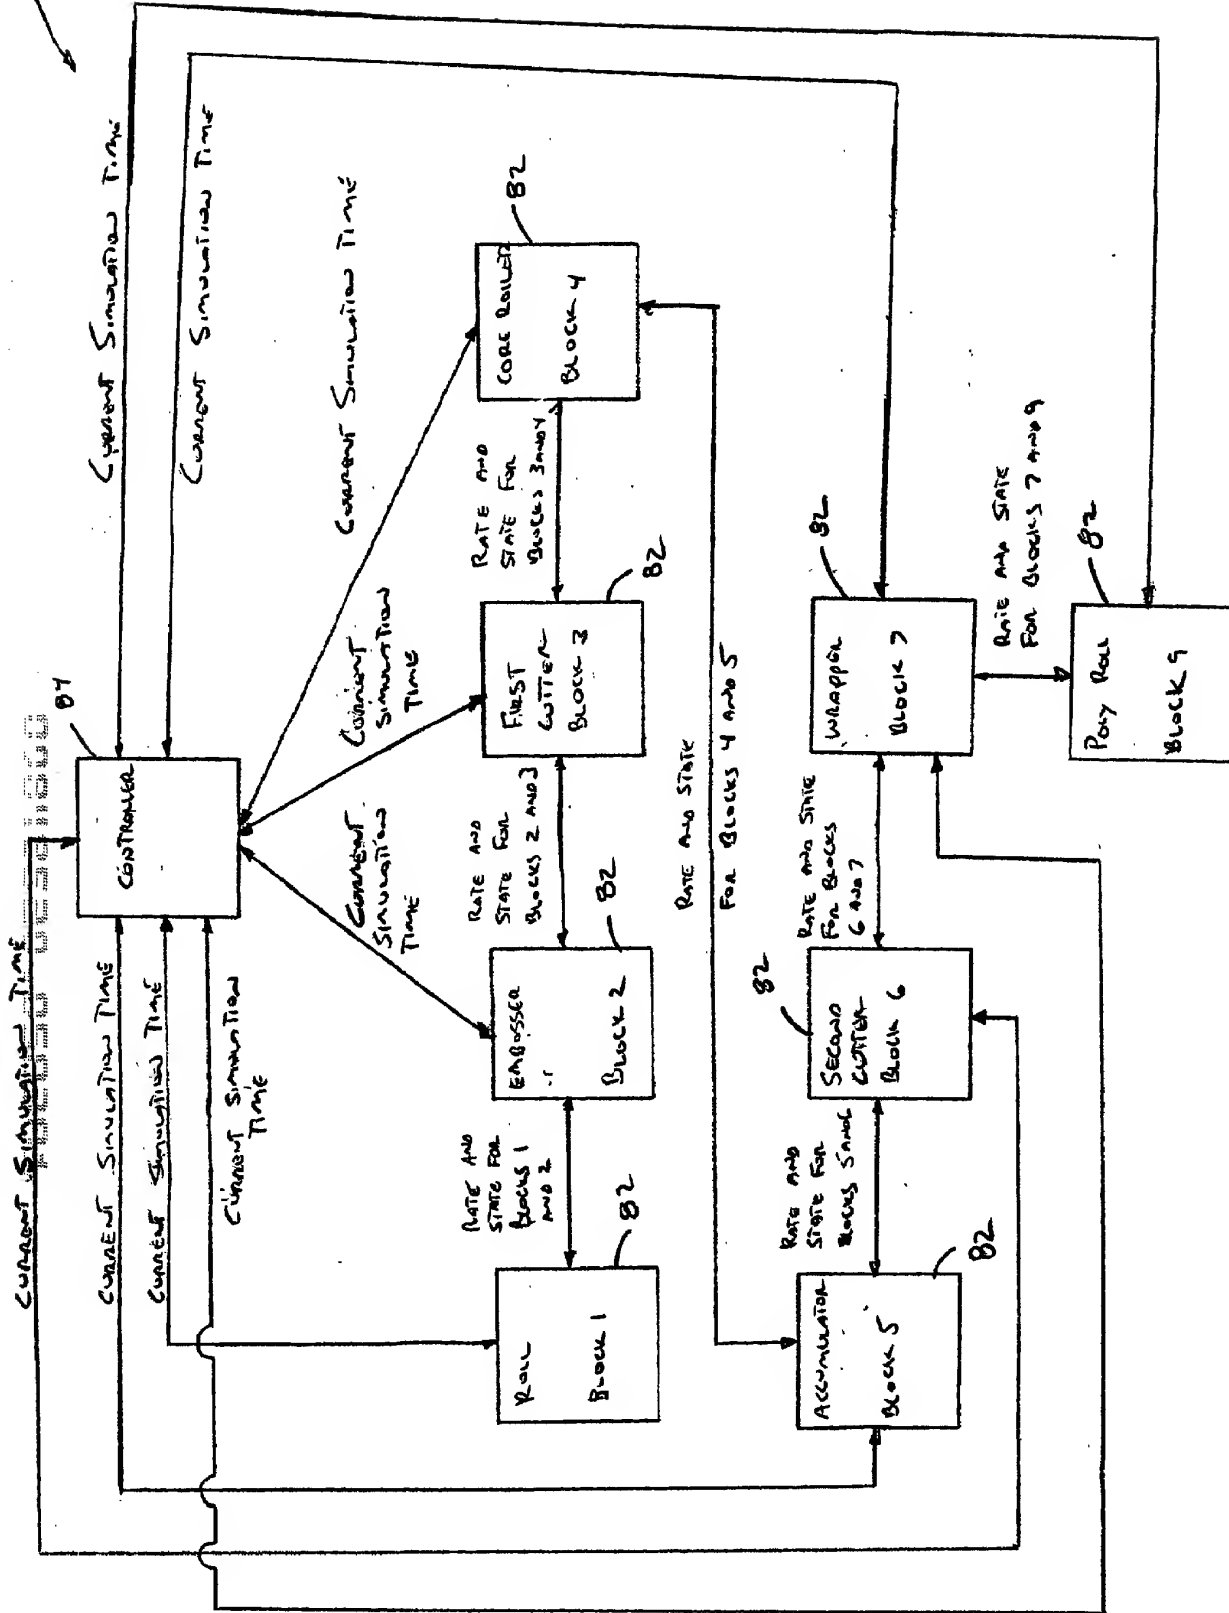 CURRENT SIMULATION TIME
CURRENT SIMULATION TIME
CURRENT SIMULATION TIME
CURRENT SIMULATION
TIME
84
CONTROLLER
CURRENT SIMULATION TIME
CURRENT SIMULATION TIME
CURRENT
SIMULATION
TIME
CURRENT
SIMULATION
TIME
CURRENT SIMULATION TIME
ROLL
BLOCK 1
82
RATE AND
STATE FOR
BLOCKS 1
AND 2
EMBOSSER
BLOCK 2
82
RATE AND
STATE FOR
BLOCKS 2 AND 3
FIRST
CUTTER
BLOCK 3
82
RATE AND
STATE FOR
BLOCKS 3 AND 4
CORE ROLLER
BLOCK 4
82
RATE AND STATE
FOR BLOCKS 4 AND 5
ACCUMULATOR
BLOCK 5
82
RATE AND
STATE FOR
BLOCKS 5 AND 6
SECOND
CUTTER
BLOCK 6
82
RATE AND STATE
FOR BLOCKS
6 AND 7
WRAPPER
BLOCK 7
82
RATE AND STATE
FOR BLOCKS 7 AND 9
PONY ROLL
BLOCK 9
82